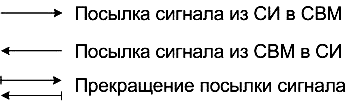 Посылка сигнала из СИ в СВМ
Посылка сигнала из СВМ в СИ
Прекращение посылки сигнала